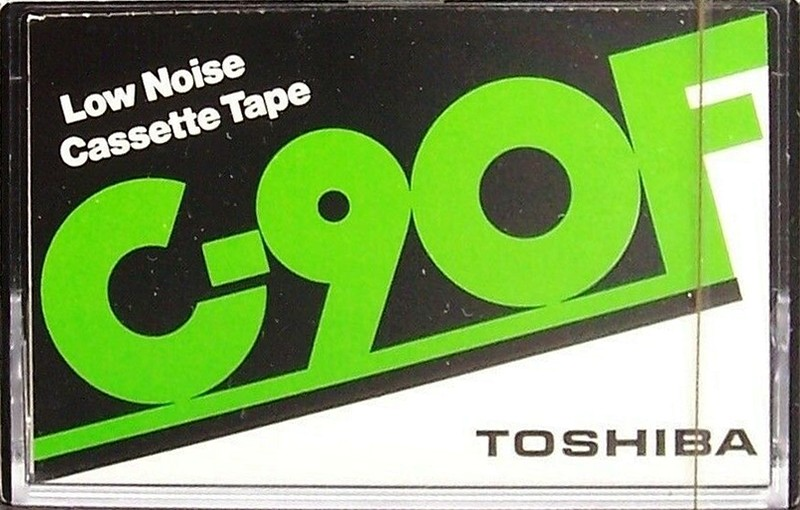 Low Noise
Cassette Tape
C-90F
TOSHIBA